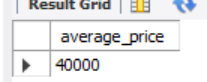 Result Grid
average_price
40000